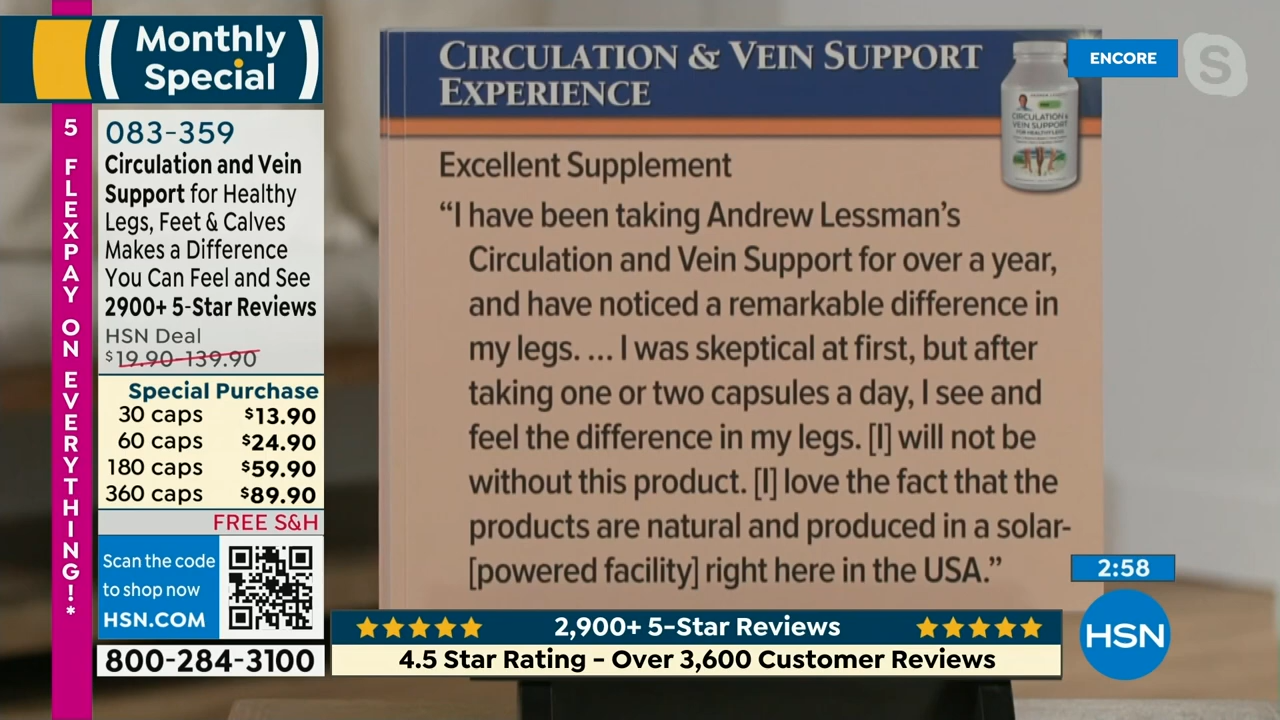 Monthly
Special
5 FLEXPAY ON EVERYTHING!*
083-359
Circulation and Vein
Support for Healthy
Legs, Feet & Calves
Makes a Difference
You Can Feel and See
2900+ 5-Star Reviews
HSN Deal
$19.90-139.90
Special Purchase
30 caps $13.90
60 caps $24.90
180 caps $59.90
360 caps $89.90
FREE S&H
Scan the code
to shop now
HSN.COM
800-284-3100
CIRCULATION & VEIN SUPPORT
EXPERIENCE
CIRCULATION &
VEIN SUPPORT
Excellent Supplement
“I have been taking Andrew Lessman’s
Circulation and Vein Support for over a year,
and have noticed a remarkable difference in
my legs. ... I was skeptical at first, but after
taking one or two capsules a day, I see and
feel the difference in my legs. [I] will not be
without this product. [I] love the fact that the
products are natural and produced in a solar-
[powered facility] right here in the USA.”
ENCORE
S
2:58
HSN
2,900+ 5-Star Reviews
4.5 Star Rating – Over 3,600 Customer Reviews